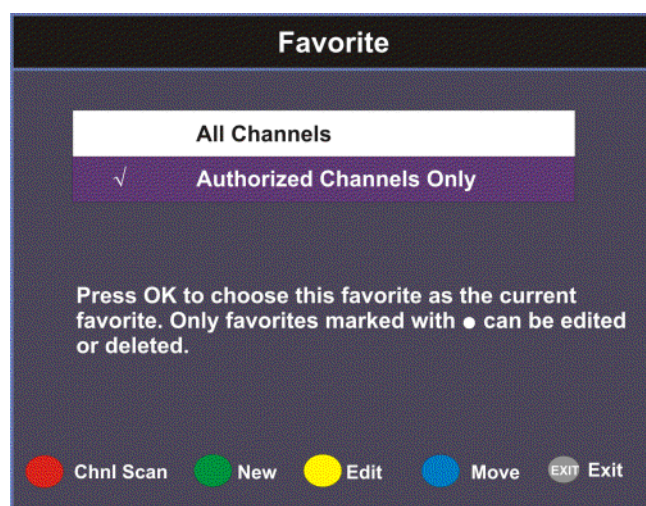 Favorite
All Channels
√ Authorized Channels Only
Press OK to choose this favorite as the current
favorite. Only favorites marked with ● can be edited
or deleted.
Chnl Scan New Edit Move EXIT Exit